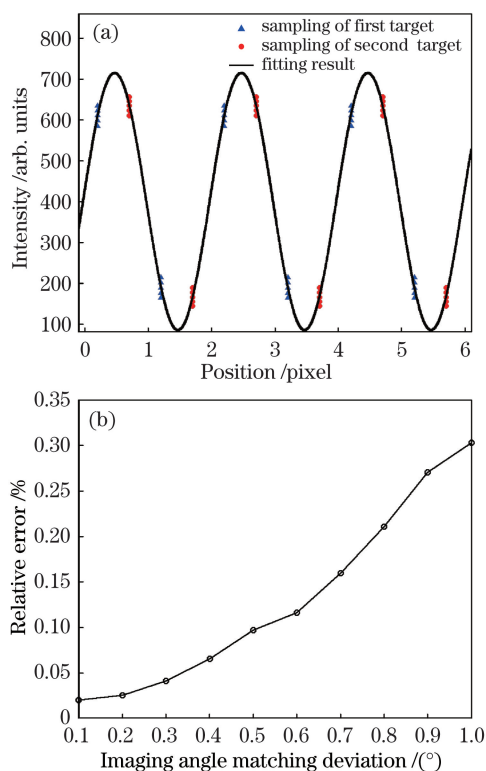 (a)
sampling of first target
sampling of second target
fitting result
Intensity /arb. units
800
700
600
500
400
300
200
100
0 1 2 3 4 5 6
Position /pixel
(b)
Relative error /%
0.35
0.30
0.25
0.20
0.15
0.10
0.05
0
0.1 0.2 0.3 0.4 0.5 0.6 0.7 0.8 0.9 1.0
Imaging angle matching deviation /(°)